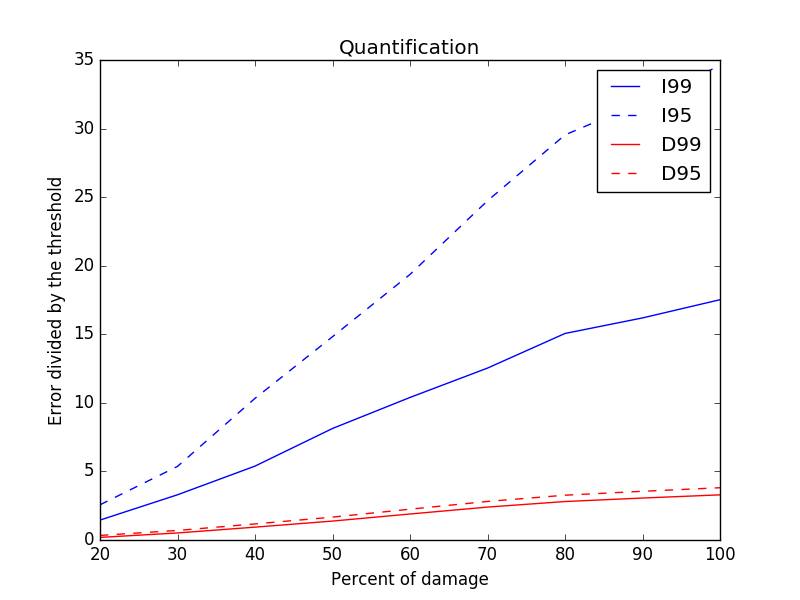 Quantification
35
30
25
20
15
10
5
0
Error divided by the threshold
I99
I95
D99
D95
20 30 40 50 60 70 80 90 100
Percent of damage